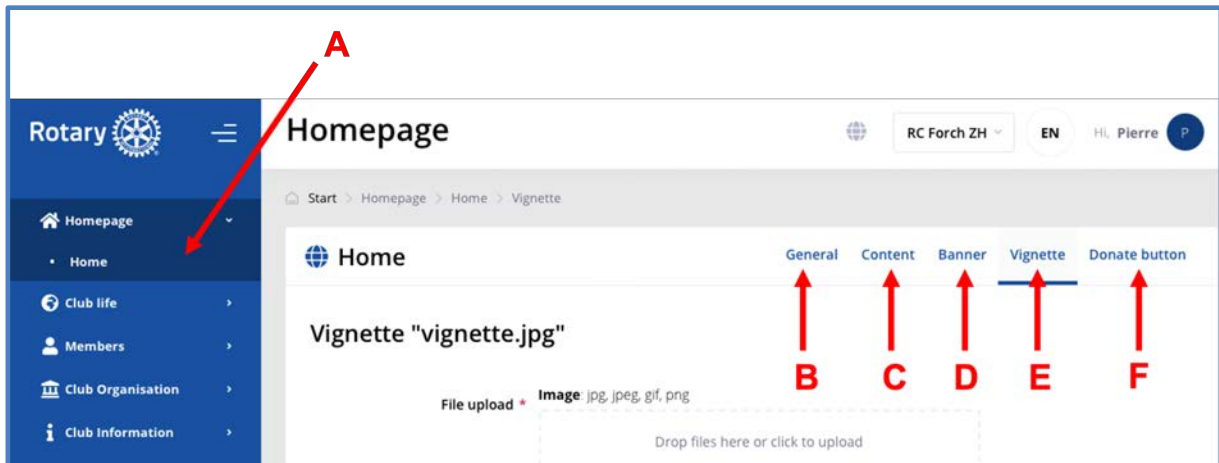 A
Rotary
Homepage
RC Forch ZH
EN
Hi, Pierre
P
Start > Homepage > Home > Vignette
Homepage
• Home
Club life
Members
Club Organisation
Club Information
Home
General Content Banner Vignette Donate button
B C D E F
Vignette "vignette.jpg"
File upload *
Image: jpg, jpeg, gif, png
Drop files here or click to upload